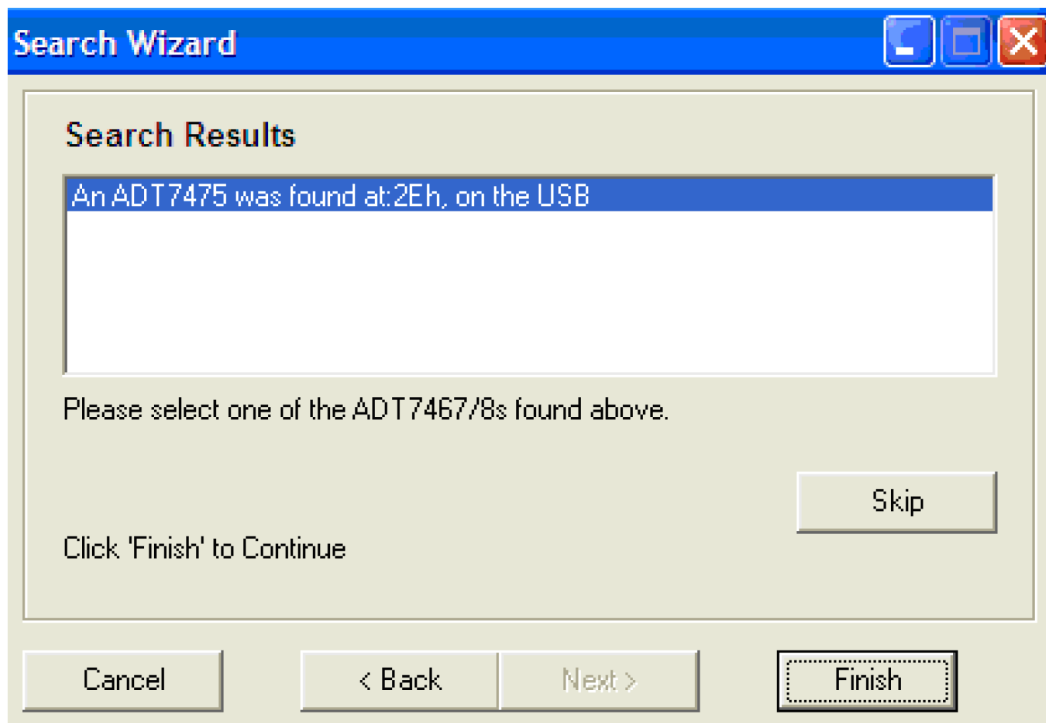 Search Wizard
Search Results
An ADT7475 was found at:2Eh, on the USB
Please select one of the ADT7467/8s found above.
Skip
Click 'Finish' to Continue
Cancel
< Back
Next >
Finish